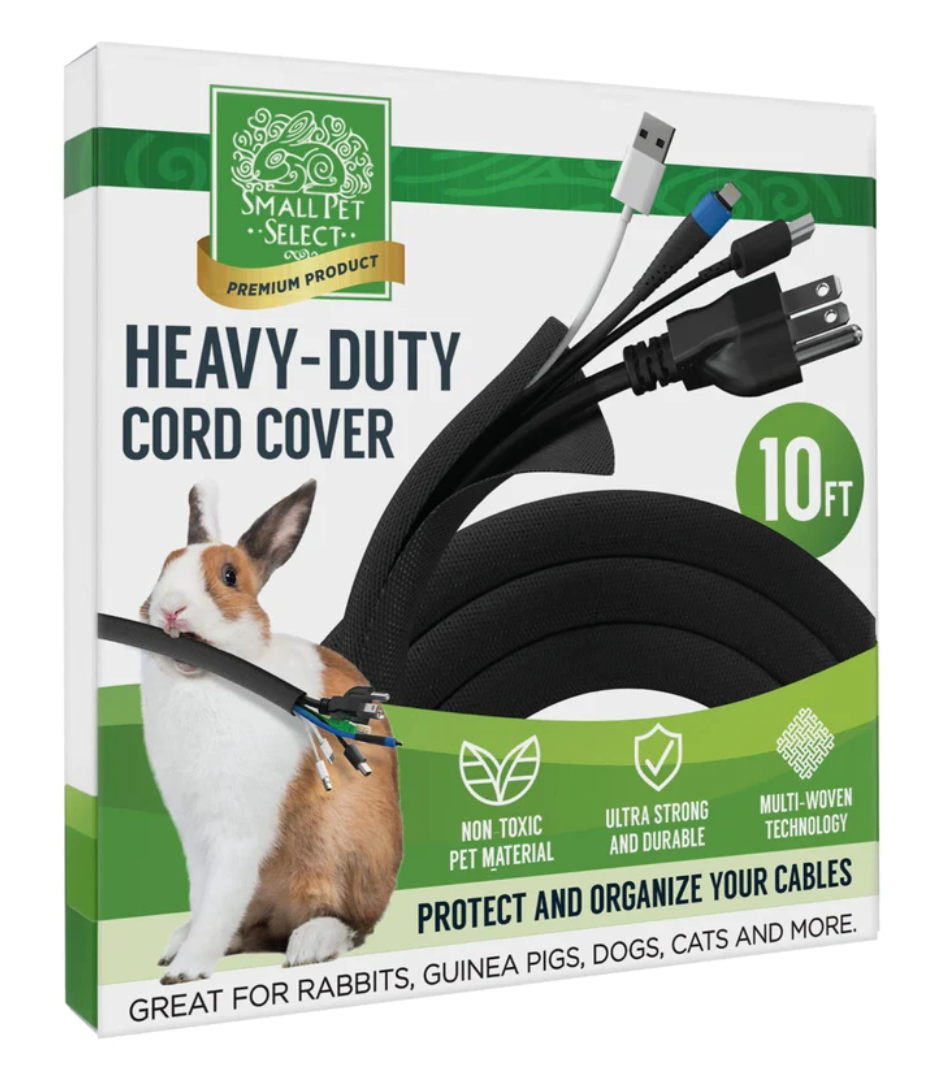 SMALL PET
··SELECT··
PREMIUM PRODUCT
HEAVY-DUTY
CORD COVER
10FT
NON-TOXIC
PET MATERIAL
ULTRA STRONG
AND DURABLE
MULTI-WOVEN
TECHNOLOGY
PROTECT AND ORGANIZE YOUR CABLES
GREAT FOR RABBITS, GUINEA PIGS, DOGS, CATS AND MORE.